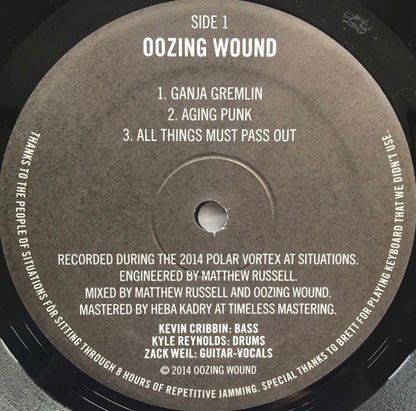 SIDE 1
OOZING WOUND
1. GANJA GREMLIN
2. AGING PUNK
3. ALL THINGS MUST PASS OUT
RECORDED DURING THE 2014 POLAR VORTEX AT SITUATIONS.
ENGINEERED BY MATTHEW RUSSELL.
MIXED BY MATTHEW RUSSELL AND OOZING WOUND.
MASTERED BY HEBA KADRY AT TIMELESS MASTERING.
KEVIN CRIBBIN: BASS
KYLE REYNOLDS: DRUMS
ZACK WEIL: GUITAR-VOCALS
© 2014 OOZING WOUND
THANKS TO THE PEOPLE OF SITUATIONS FOR SITTING THROUGH 8 HOURS OF REPETITIVE JAMMING. SPECIAL THANKS TO BRETT FOR PLAYING KEYBOARD THAT WE DIDN'T USE.